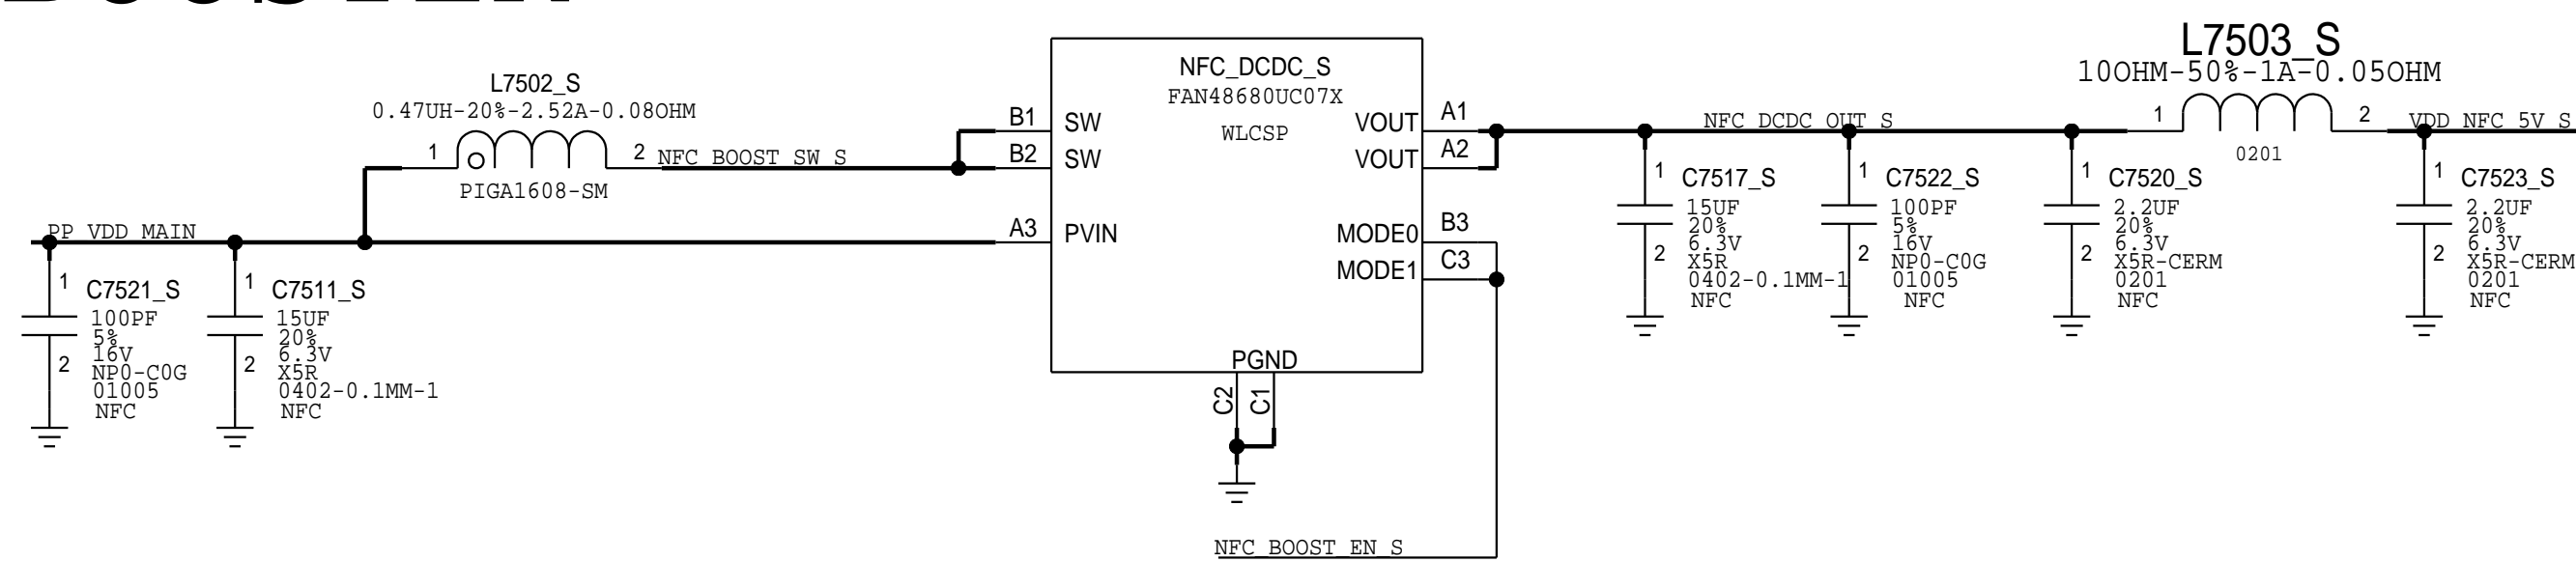 BOOSTER
L7502_S
0.47UH-20%-2.52A-0.08OHM
1
2
NFC_BOOST_SW_S
PIGA1608-SM
PP_VDD_MAIN
1
C7521_S
100PF
5%
16V
NP0-C0G
01005
NFC
2
1
C7511_S
15UF
20%
6.3V
X5R
0402-0.1MM-1
NFC
2
NFC_DCDC_S
FAN48680UC07X
WLCSP
B1 SW
B2 SW
A3 PVIN
VOUT A1
VOUT A2
MODE0 B3
MODE1 C3
PGND
C2
C1
NFC_BOOST_EN_S
NFC_DCDC_OUT_S
1
C7517_S
15UF
20%
6.3V
X5R
0402-0.1MM-1
NFC
2
1
C7522_S
100PF
5%
16V
NP0-C0G
01005
NFC
2
1
C7520_S
2.2UF
20%
6.3V
X5R-CERM
0201
NFC
2
L7503_S
10OHM-50%-1A-0.05OHM
1
2
0201
VDD_NFC_5V_S
1
C7523_S
2.2UF
20%
6.3V
X5R-CERM
0201
NFC
2